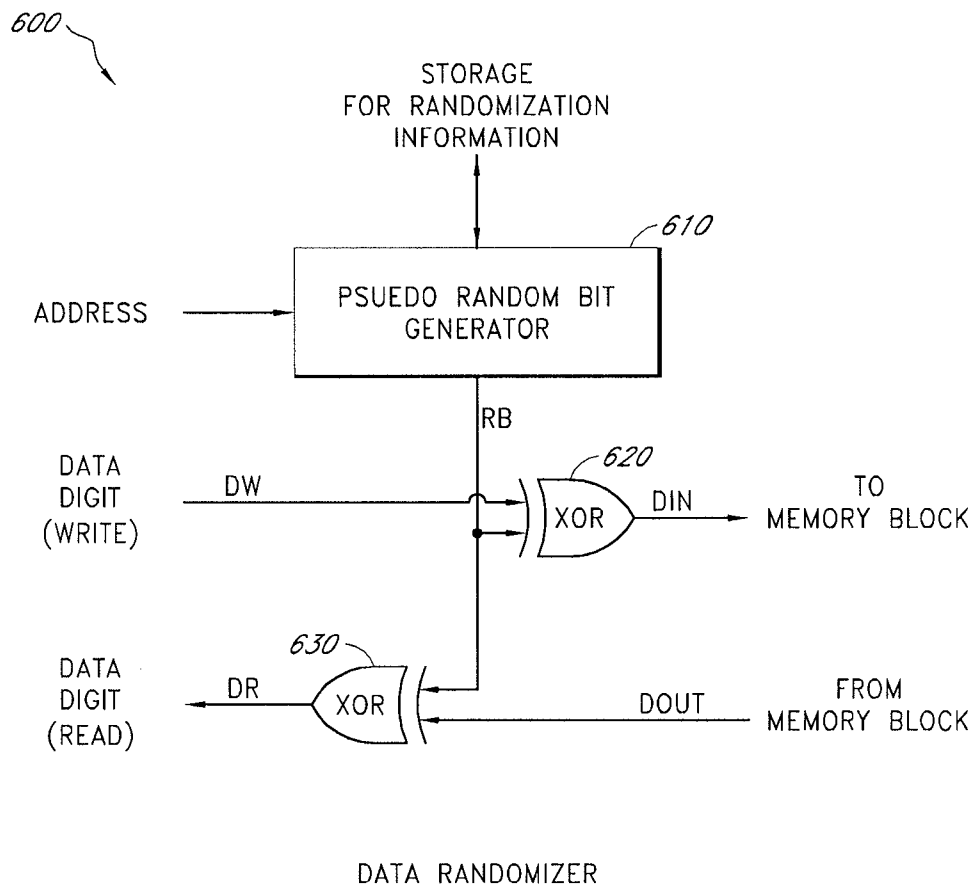 600
STORAGE
FOR RANDOMIZATION
INFORMATION
610
ADDRESS
PSUEDO RANDOM BIT
GENERATOR
RB
620
DATA
DIGIT
(WRITE)
DW
XOR
DIN
TO
MEMORY BLOCK
630
DATA
DIGIT
(READ)
DR
XOR
DOUT
FROM
MEMORY BLOCK
DATA RANDOMIZER